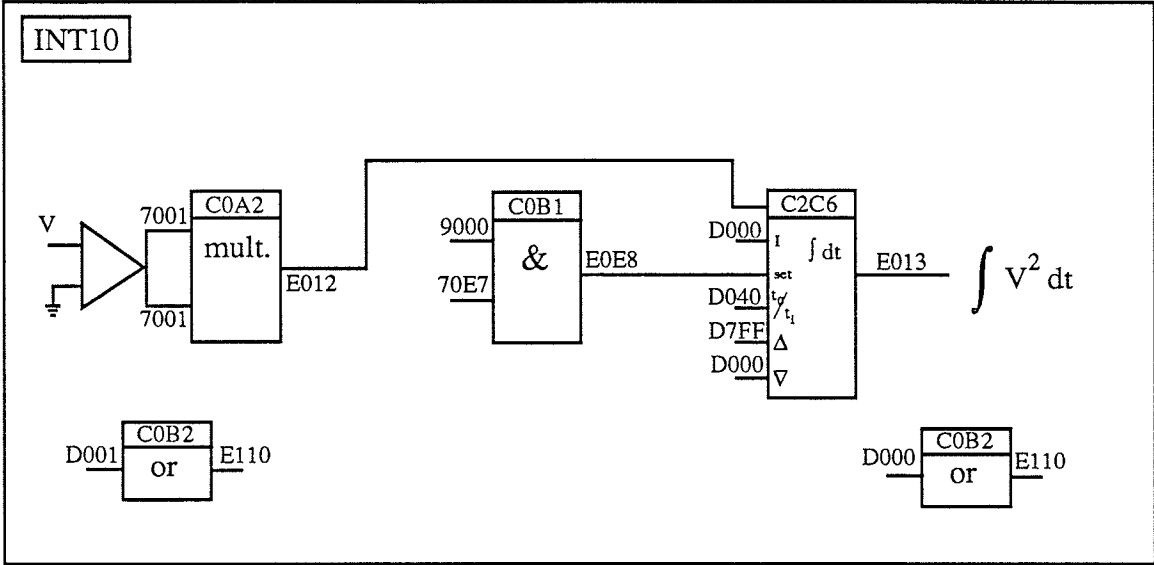 INT10
V
7001
7001
C0A2
mult.
E012
9000
70E7
C0B1
&
E0E8
C2C6
D000 I
∫ dt
set
D040 t0/t1
D7FF Δ
D000 ∇
E013
∫ V² dt
D001
C0B2
or
E110
D000
C0B2
or
E110